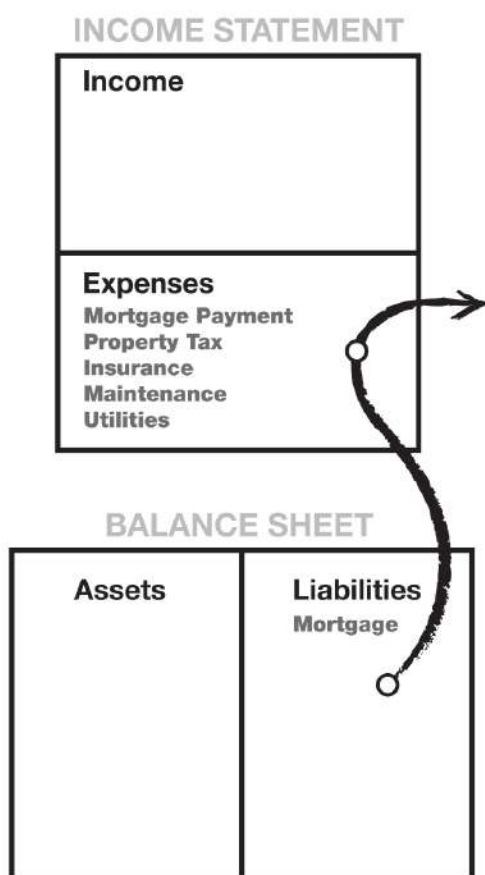 INCOME STATEMENT
Income
Expenses
Mortgage Payment
Property Tax
Insurance
Maintenance
Utilities
BALANCE SHEET
Assets
Liabilities
Mortgage